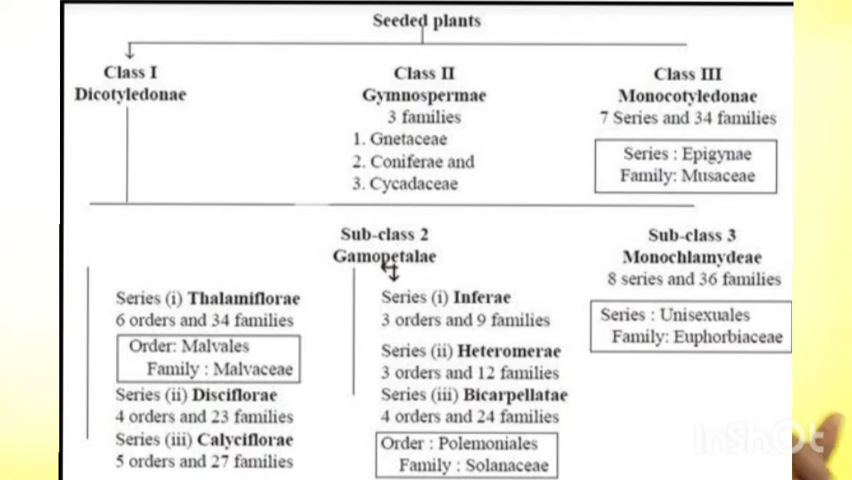 Seeded plants
Class I
Dicotyledonae
Class II
Gymnospermae
3 families
1. Gnetaceae
2. Coniferae and
3. Cycadaceae
Class III
Monocotyledonae
7 Series and 34 families
Series : Epigynae
Family: Musaceae
Series (i) Thalamiflorae
6 orders and 34 families
Order: Malvales
Family : Malvaceae
Series (ii) Disciflorae
4 orders and 23 families
Series (iii) Calyciflorae
5 orders and 27 families
Sub-class 2
Gamopetalae
Series (i) Inferae
3 orders and 9 families
Series (ii) Heteromerae
3 orders and 12 families
Series (iii) Bicarpellatae
4 orders and 24 families
Order : Polemoniales
Family : Solanaceae
Sub-class 3
Monochlamydeae
8 series and 36 families
Series : Unisexuales
Family: Euphorbiaceae
InShOt